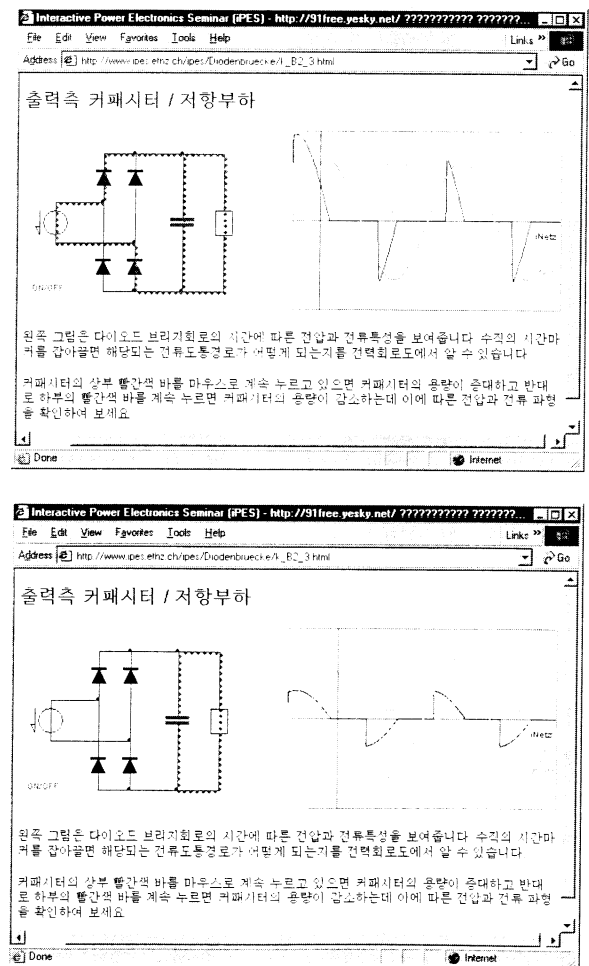 Interactive Power Electronics Seminar (iPES) - http://91free.yesky.net/ ??????????? ???????...
File Edit View Favorites Tools Help Links »
Address http://www.ipes.ethz.ch/ipes/Diodenbruecke/k_B2_3.html Go
출력측 커패시터 / 저항부하
iNetz
ON/OFF
왼쪽 그림은 다이오드 브리지회로의 시간에 따른 전압과 전류특성을 보여줍니다. 수직의 시간마
커를 잡아끌면 해당되는 전류도통경로가 어떻게 되는지를 전력회로도에서 알 수 있습니다.
커패시터의 상부 빨간색 바를 마우스로 계속 누르고 있으면 커패시터의 용량이 증대하고 반대
로 하부의 빨간색 바를 계속 누르면 커패시터의 용량이 감소하는데 이에 따른 전압과 전류 파형
을 확인하여 보세요
Done Internet
Interactive Power Electronics Seminar (iPES) - http://91free.yesky.net/ ??????????? ???????...
File Edit View Favorites Tools Help Links »
Address http://www.ipes.ethz.ch/ipes/Diodenbruecke/k_B2_3.html Go
출력측 커패시터 / 저항부하
iNetz
ON/OFF
왼쪽 그림은 다이오드 브리지회로의 시간에 따른 전압과 전류특성을 보여줍니다. 수직의 시간마
커를 잡아끌면 해당되는 전류도통경로가 어떻게 되는지를 전력회로도에서 알 수 있습니다.
커패시터의 상부 빨간색 바를 마우스로 계속 누르고 있으면 커패시터의 용량이 증대하고 반대
로 하부의 빨간색 바를 계속 누르면 커패시터의 용량이 감소하는데 이에 따른 전압과 전류 파형
을 확인하여 보세요
Done Internet